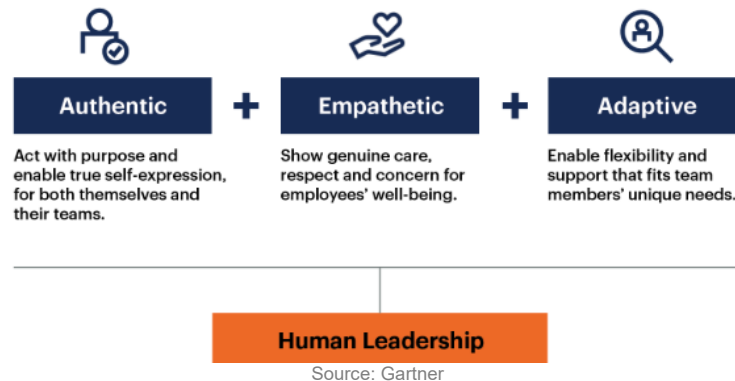 Authentic + Empathetic + Adaptive
Act with purpose and
enable true self-expression,
for both themselves and
their teams.
Show genuine care,
respect and concern for
employees' well-being.
Enable flexibility and
support that fits team
members' unique needs.
Human Leadership
Source: Gartner